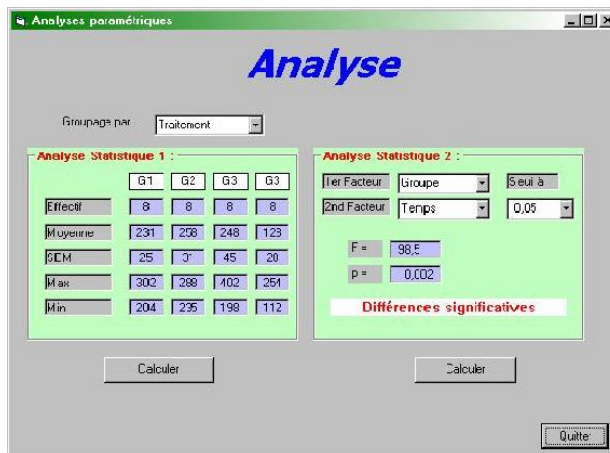 Analyses paramétriques
Analyse
Groupage par Traitement
Analyse Statistique 1 :
G1 G2 G3 G3
Effectif 8 8 8 8
Moyenne 231 258 248 123
SEM 25 45 20
Max 302 288 402 254
Min 204 235 198 112
Calculer
Analyse Statistique 2 :
1er Facteur Groupe Seuil à
2nd Facteur Temps 0,05
F = 98,5
p = 0,002
Différences significatives
Calculer
Quitter